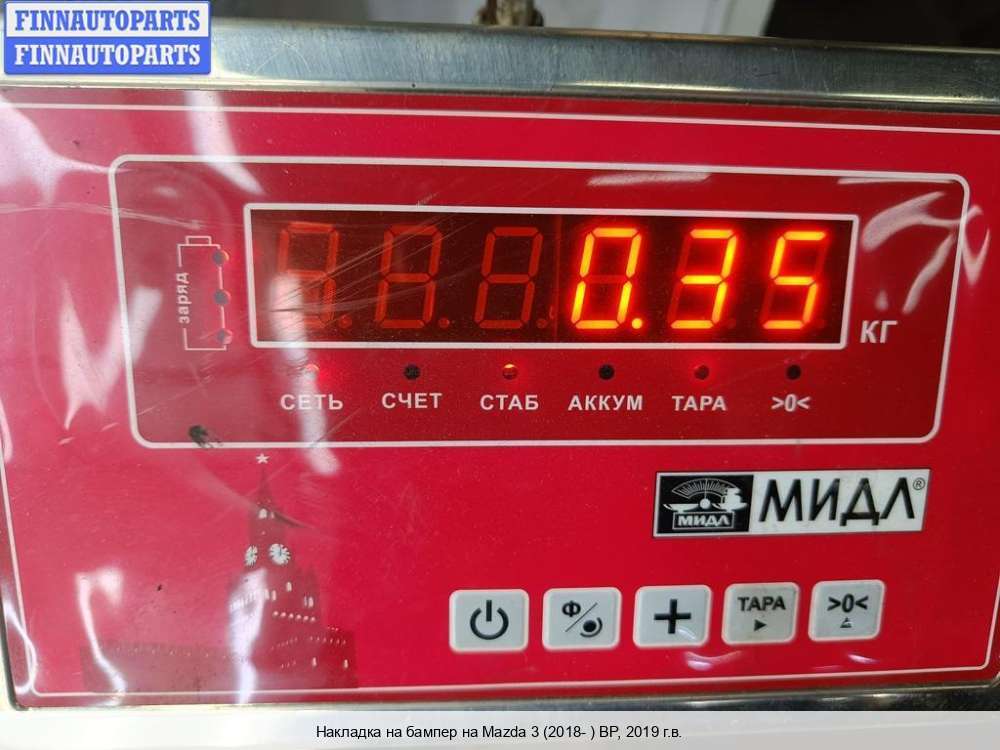 FINNAUTOPARTS
FINNAUTOPARTS
заряд
0.35
КГ
СЕТЬ СЧЕТ СТАБ АККУМ ТАРА >0<
МИДЛ МИДЛ®
Ф/ + ТАРА >0<
Накладка на бампер на Mazda 3 (2018- ) BP, 2019 г.в.